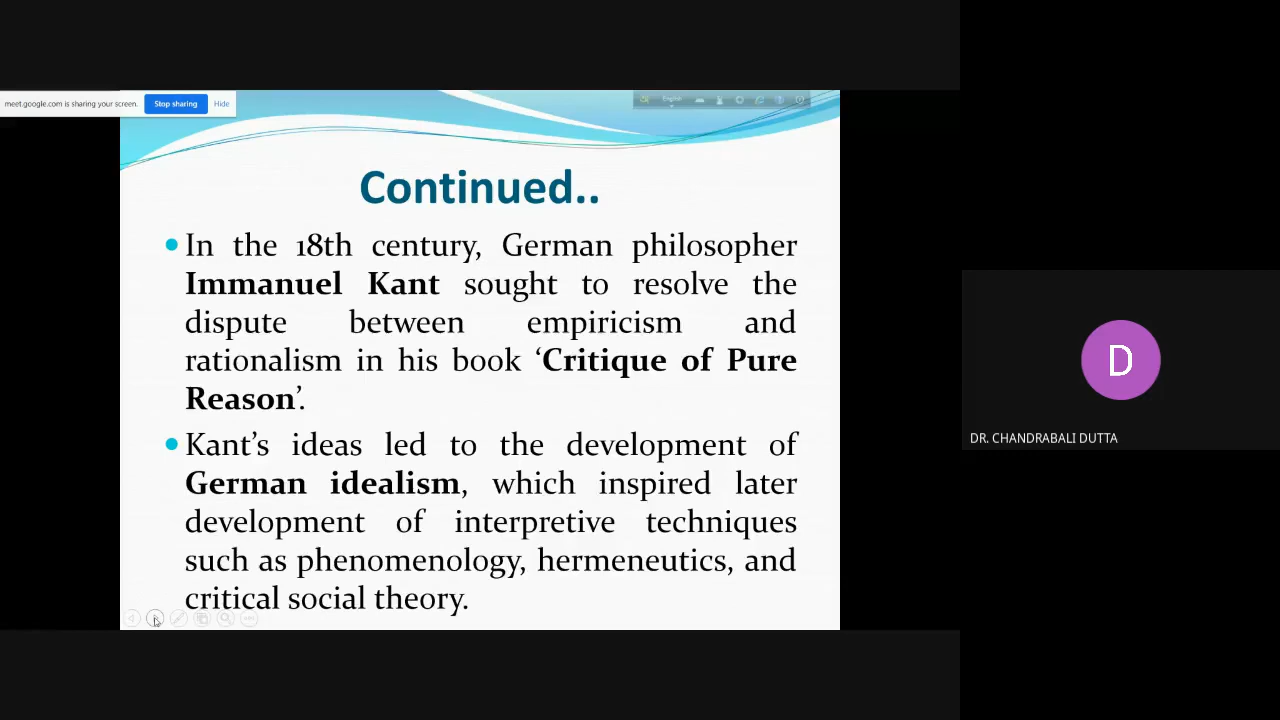 meet.google.com is sharing your screen.
Stop sharing
Hide
English
Continued..
In the 18th century, German philosopher
Immanuel Kant sought to resolve the
dispute between empiricism and
rationalism in his book ‘Critique of Pure
Reason’.
Kant’s ideas led to the development of
German idealism, which inspired later
development of interpretive techniques
such as phenomenology, hermeneutics, and
critical social theory.
D
DR. CHANDRABALI DUTTA